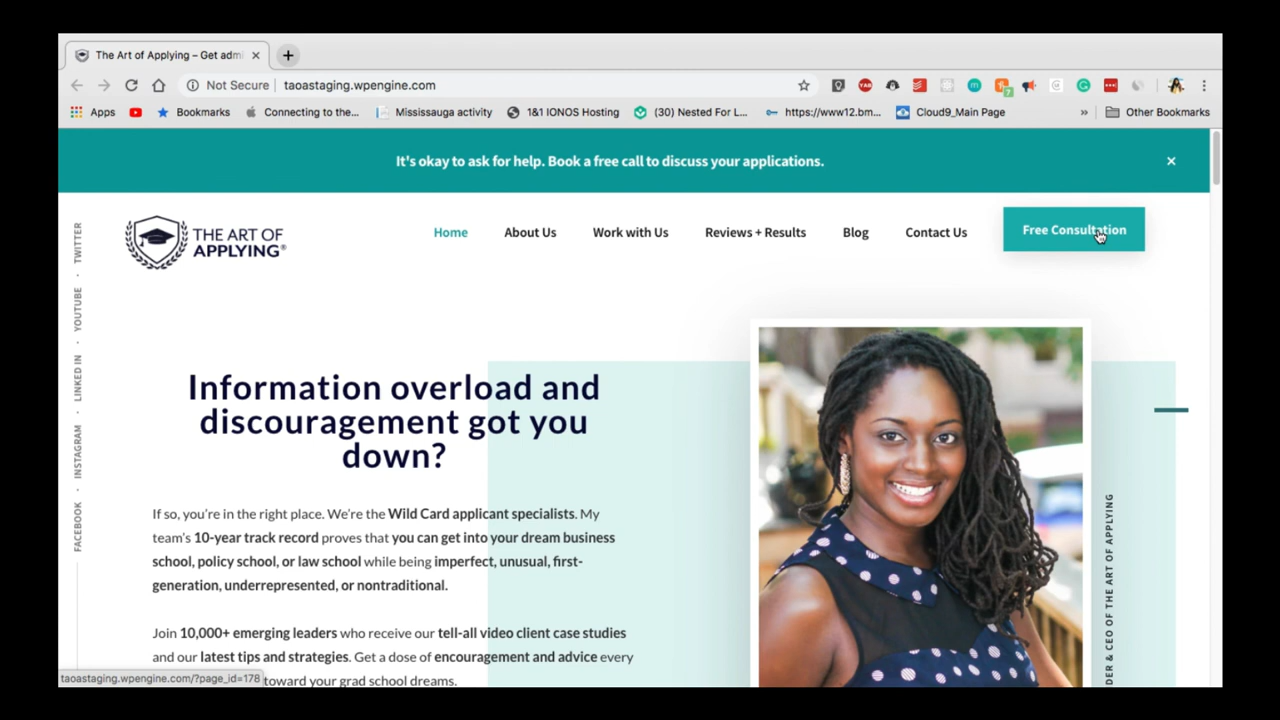 The Art of Applying – Get adm
Not Secure
taoastaging.wpengine.com
Apps
Bookmarks
Connecting to the...
Mississauga activity
1&1 IONOS Hosting
(30) Nested For L...
https://www12.bm...
Cloud9_Main Page
»
Other Bookmarks
It's okay to ask for help. Book a free call to discuss your applications.
THE ART OF
APPLYING®
Home
About Us
Work with Us
Reviews + Results
Blog
Contact Us
Free Consultation
FACEBOOK · INSTAGRAM · LINKED IN · YOUTUBE · TWITTER
Information overload and
discouragement got you
down?
If so, you're in the right place. We're the Wild Card applicant specialists. My
team's 10-year track record proves that you can get into your dream business
school, policy school, or law school while being imperfect, unusual, first-
generation, underrepresented, or nontraditional.
Join 10,000+ emerging leaders who receive our tell-all video client case studies
and our latest tips and strategies. Get a dose of encouragement and advice every
toward your grad school dreams.
DER & CEO OF THE ART OF APPLYING
taoastaging.wpengine.com/?page_id=178